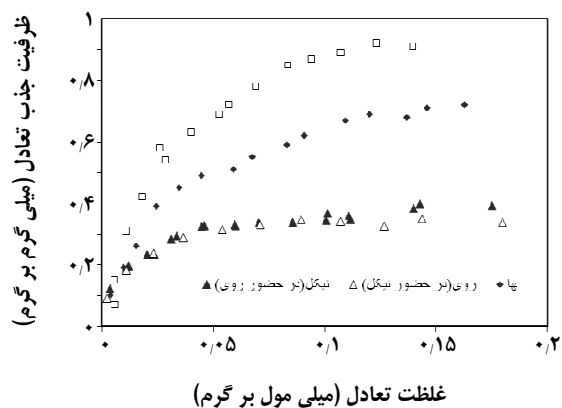 ظرفیت جذب تعادل (میلی گرم بر گرم)
۱
۰/۸
۰/۶
۰/۴
۰/۲
۰
نیکل(در حضور روی) روی(در حضور نیکل) تها
۰ ۰/۰۵ ۰/۱ ۰/۱۵ ۰/۲
غلظت تعادل (میلی مول بر گرم)